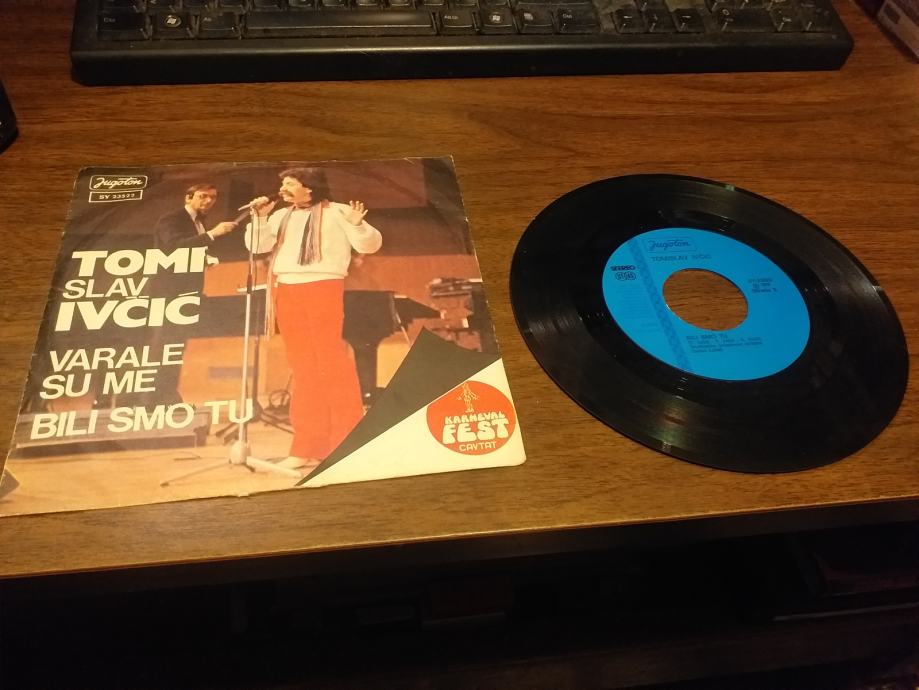 Jugoton
SY 23522
TOMI
SLAV
IVČIĆ
VARALE
SU ME
BILI SMO TU
KARNEVAL
FEST
CAVTAT
Jugoton
STEREO
TOMISLAV IVČIĆ
BILI SMO TU